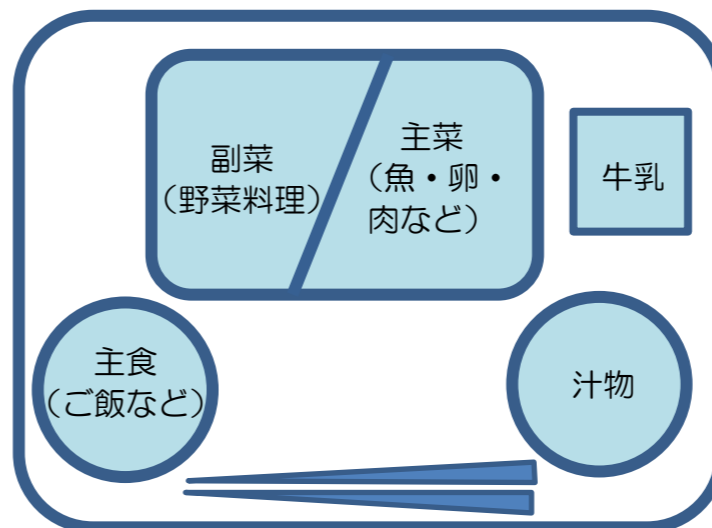 副菜
（野菜料理）
主菜
（魚・卵・
肉など）
牛乳
主食
（ご飯など）
汁物